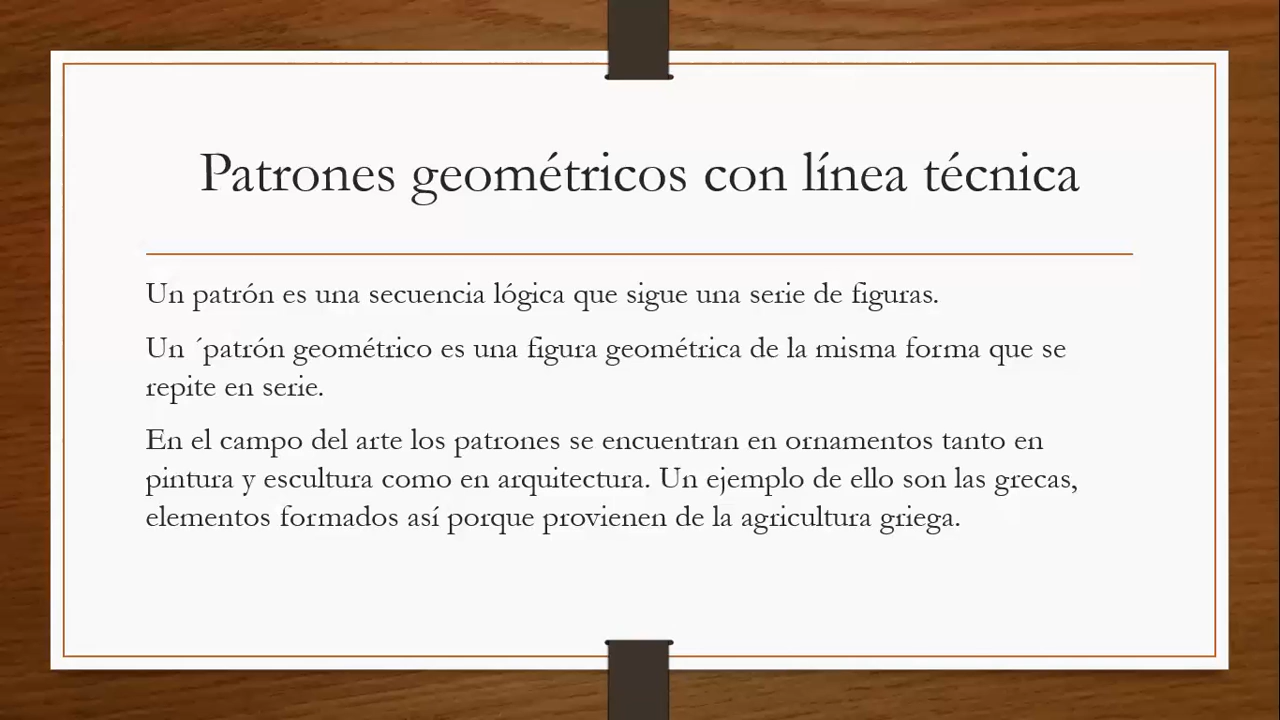 Patrones geométricos con línea técnica
Un patrón es una secuencia lógica que sigue una serie de figuras.
Un ´patrón geométrico es una figura geométrica de la misma forma que se
repite en serie.
En el campo del arte los patrones se encuentran en ornamentos tanto en
pintura y escultura como en arquitectura. Un ejemplo de ello son las grecas,
elementos formados así porque provienen de la agricultura griega.